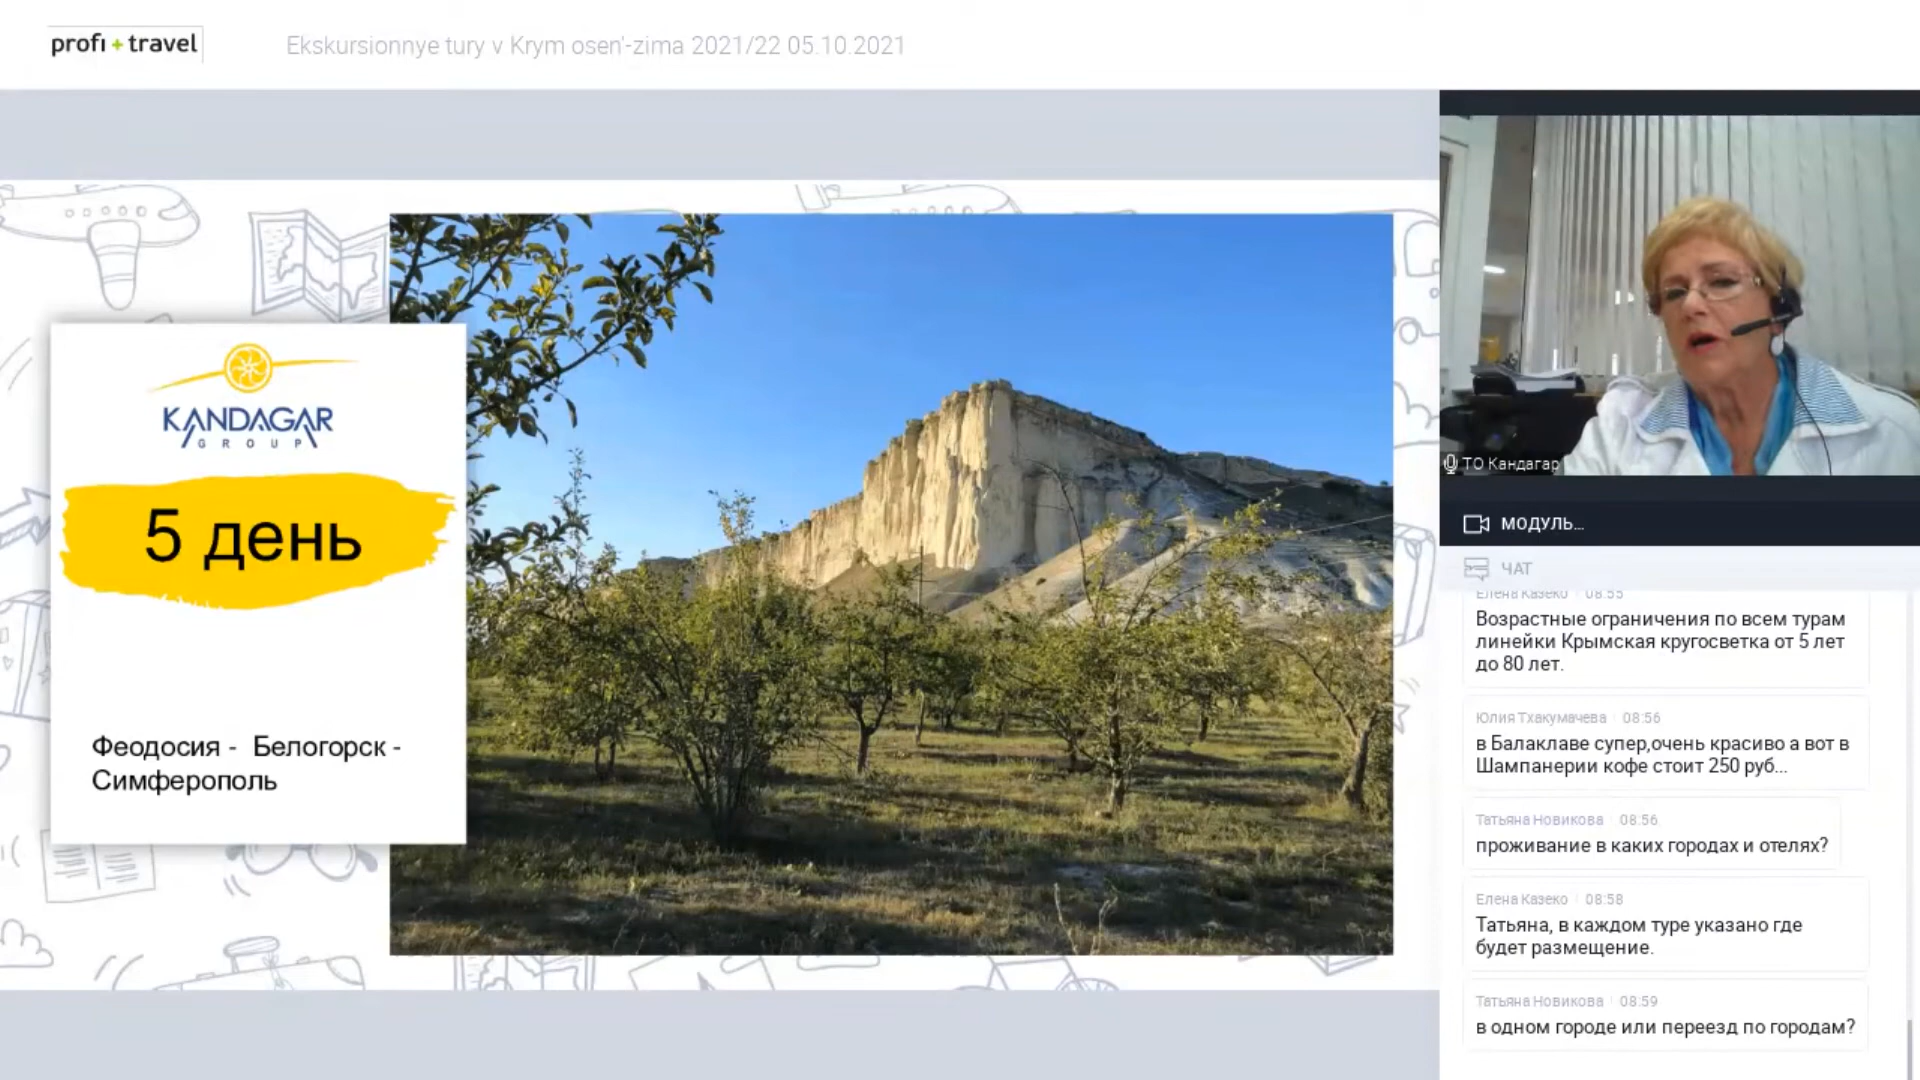 profi + travel
Ekskursionnye tury v Krym osen'-zima 2021/22 05.10.2021
KANDAGAR
GROUP
5 день
Феодосия - Белогорск -
Симферополь
ТО Кандагар
МОДУЛЬ...
ЧАТ
Елена Казеко 08:55
Возрастные ограничения по всем турам
линейки Крымская кругосветка от 5 лет
до 80 лет.
Юлия Тхакумачева 08:56
в Балаклаве супер,очень красиво а вот в
Шампанерии кофе стоит 250 руб...
Татьяна Новикова 08:56
проживание в каких городах и отелях?
Елена Казеко 08:58
Татьяна, в каждом туре указано где
будет размещение.
Татьяна Новикова 08:59
в одном городе или переезд по городам?